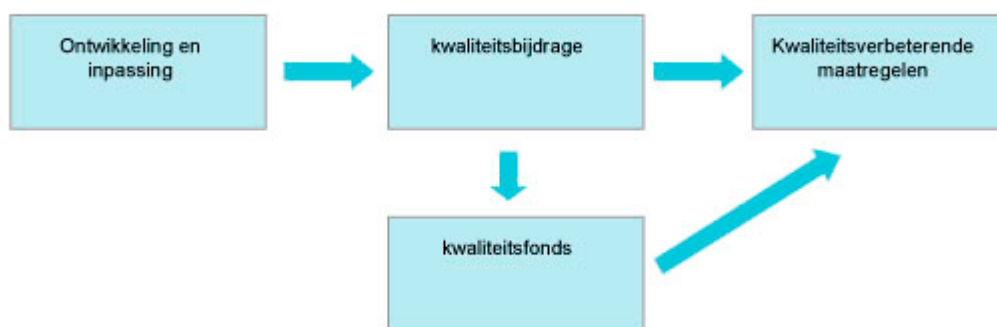 Ontwikkeling en
inpassing
kwaliteitsbijdrage
Kwaliteitsverbeterende
maatregelen
kwaliteitsfonds